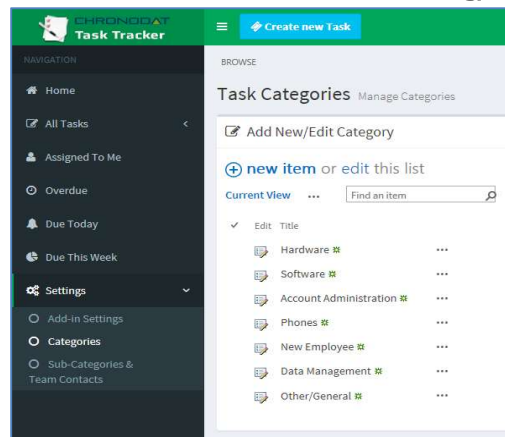 CHRONODAT
Task Tracker
Create new Task
NAVIGATION
Home
All Tasks
Assigned To Me
Overdue
Due Today
Due This Week
Settings
Add-in Settings
Categories
Sub-Categories &
Team Contacts
BROWSE
Task Categories Manage Categories
Add New/Edit Category
new item or edit this list
Current View ... Find an item
Edit Title
Hardware ...
Software ...
Account Administration ...
Phones ...
New Employee ...
Data Management ...
Other/General ...